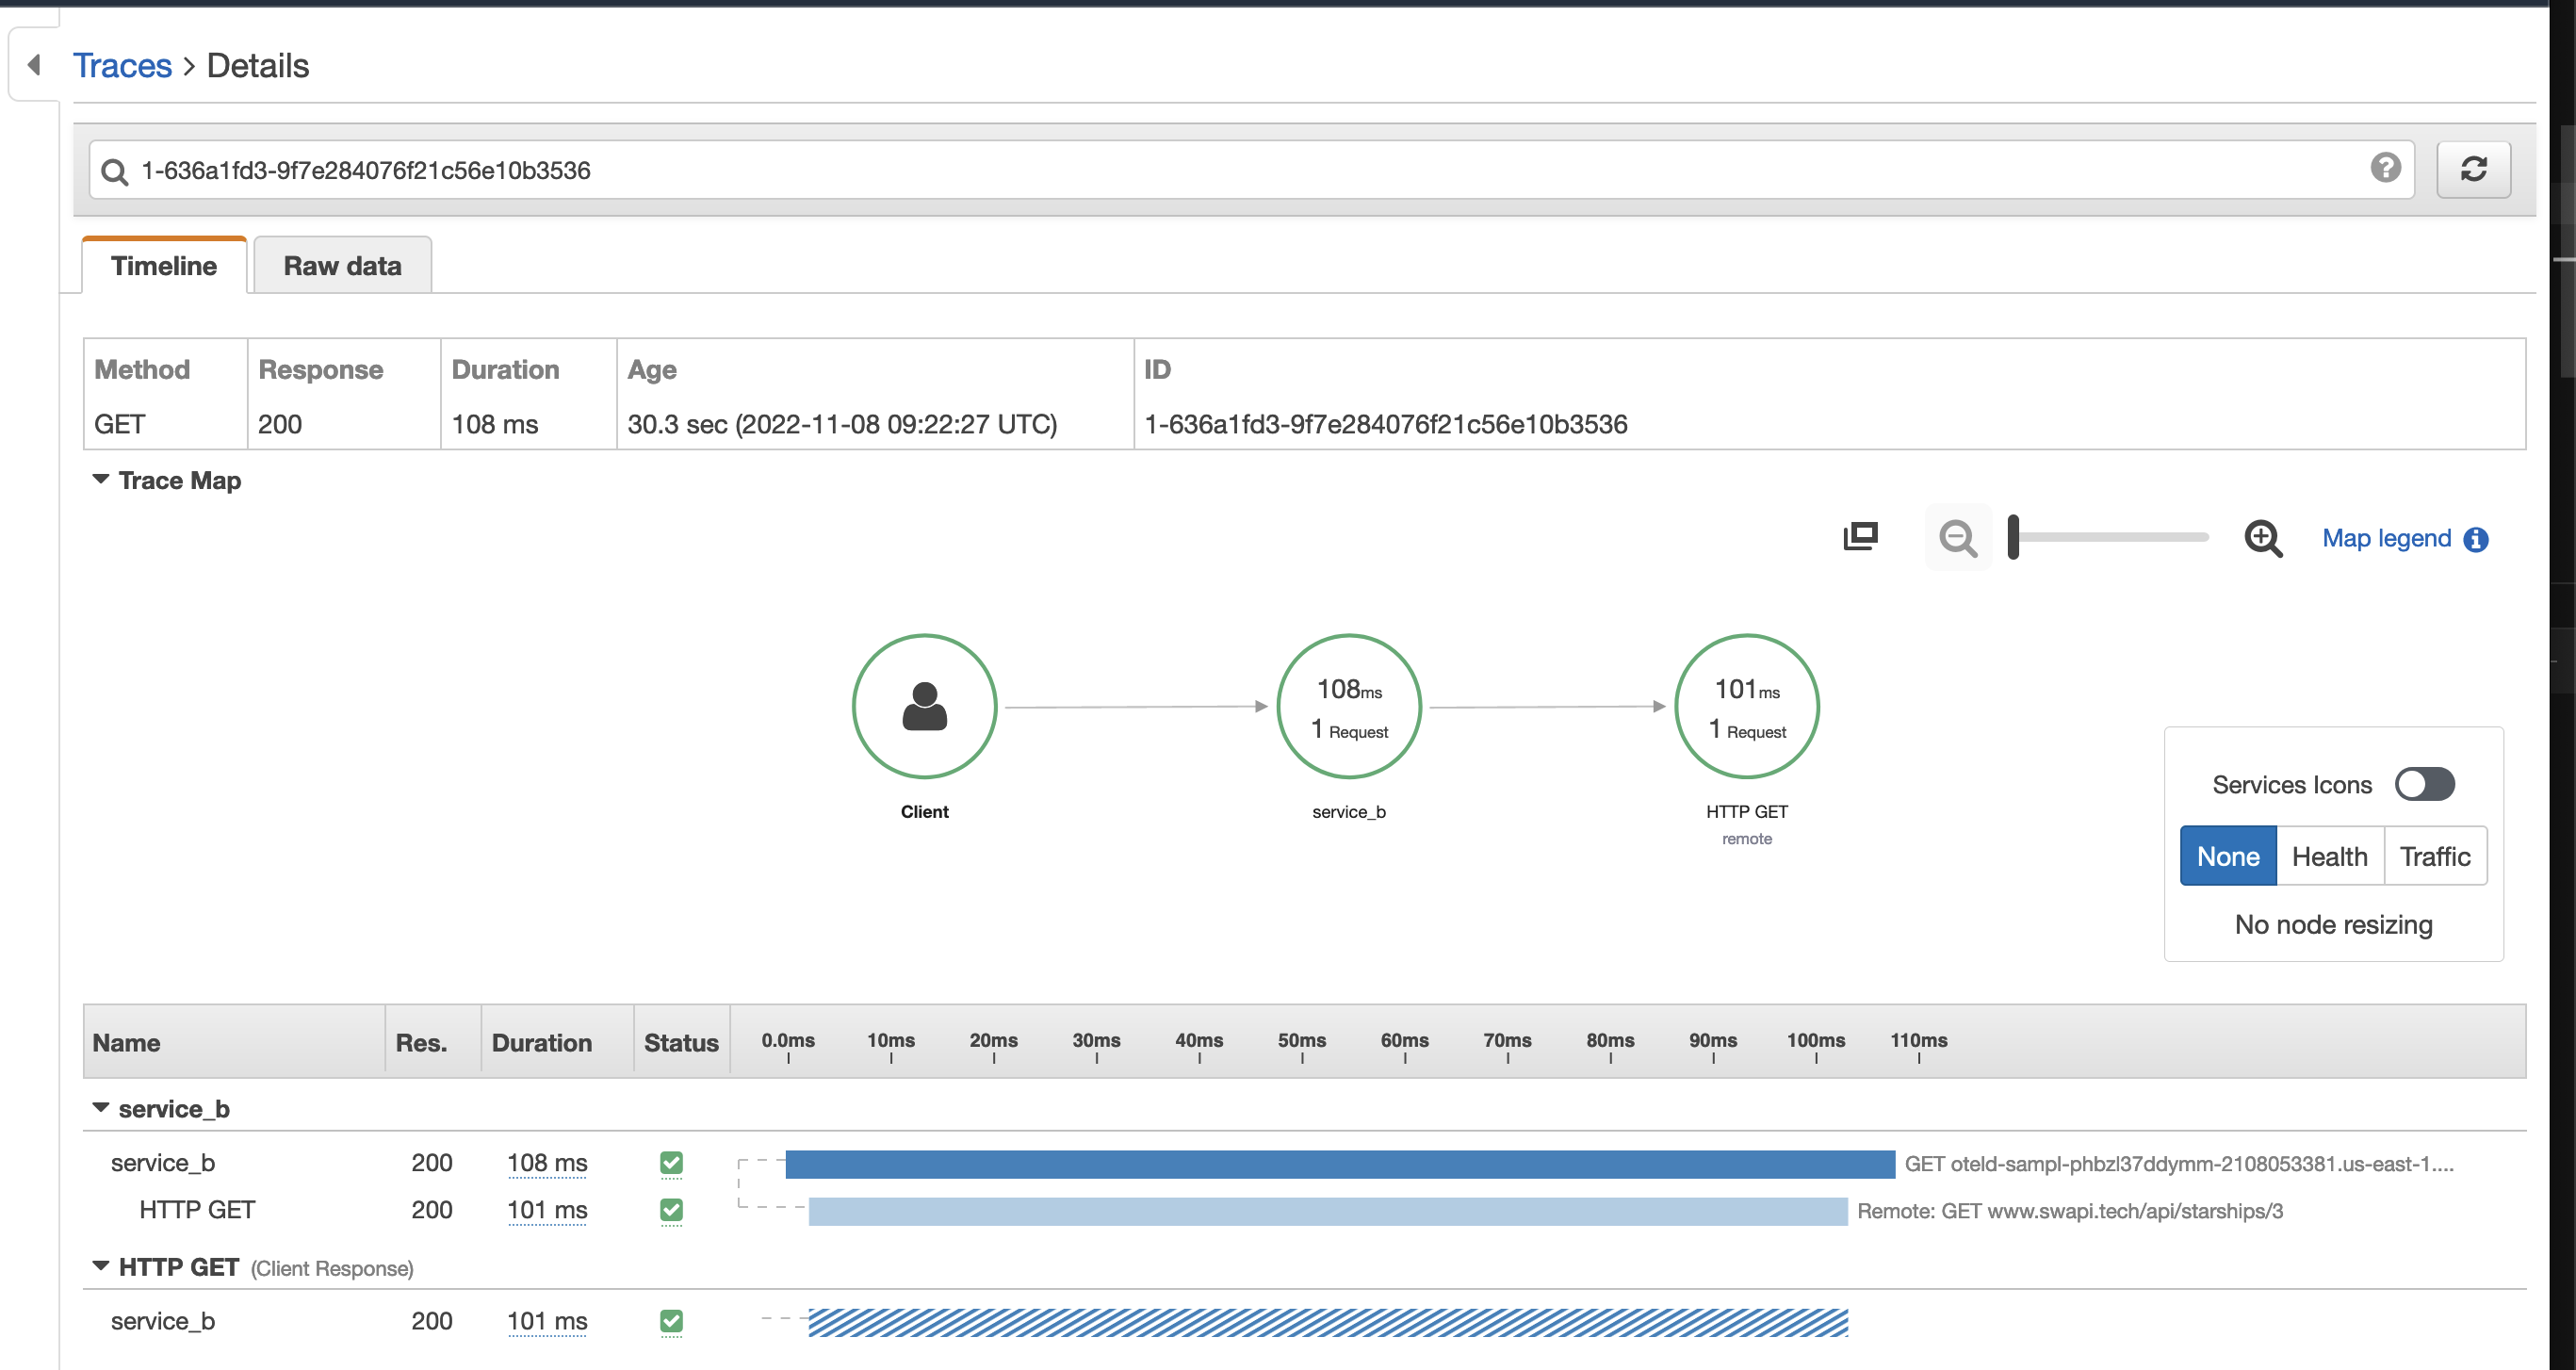 Traces > Details
1-636a1fd3-9f7e284076f21c56e10b3536
Timeline Raw data
Method Response Duration Age ID
GET 200 108 ms 30.3 sec (2022-11-08 09:22:27 UTC) 1-636a1fd3-9f7e284076f21c56e10b3536
Trace Map
Map legend
108ms 101ms
1 Request 1 Request
Client service_b HTTP GET
remote
Services Icons
None Health Traffic
No node resizing
Name Res. Duration Status 0.0ms 10ms 20ms 30ms 40ms 50ms 60ms 70ms 80ms 90ms 100ms 110ms
service_b
service_b 200 108 ms GET oteld-sampl-phbzl37ddymm-2108053381.us-east-1....
HTTP GET 200 101 ms Remote: GET www.swapi.tech/api/starships/3
HTTP GET (Client Response)
service_b 200 101 ms